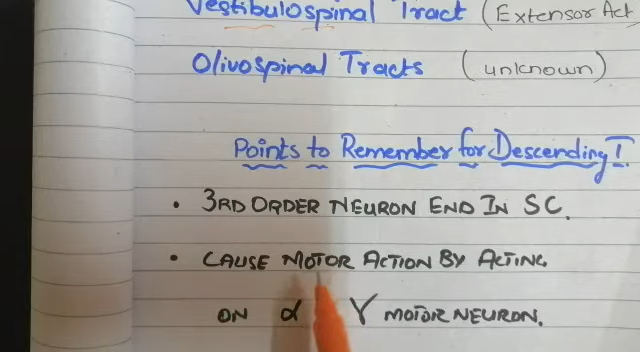 Vestibulospinal Tract (Extensor Act
Olivospinal Tracts (unknown)
Points to Remember for Descending T.
• 3RD ORDER NEURON END IN SC.
• CAUSE MOTOR ACTION BY ACTING
ON α γ MOTOR NEURON.